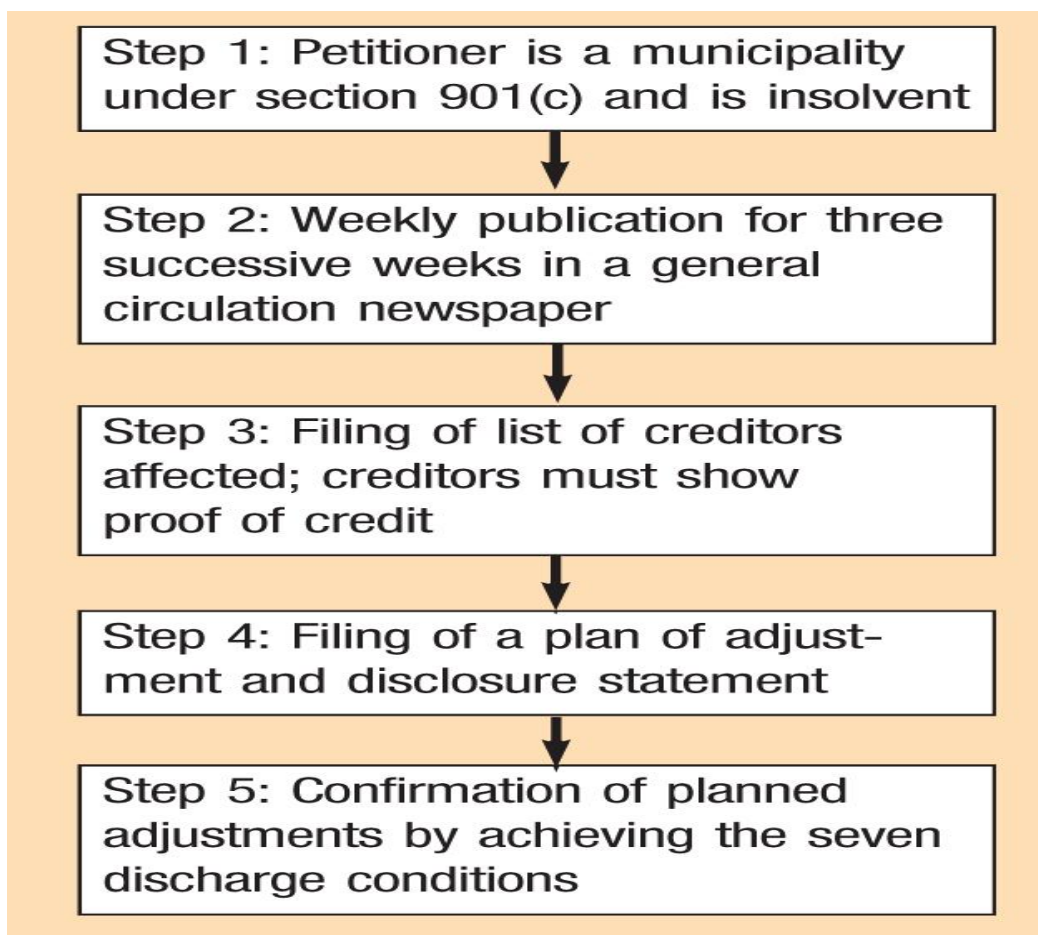 Step 1: Petitioner is a municipality
under section 901(c) and is insolvent
Step 2: Weekly publication for three
successive weeks in a general
circulation newspaper
Step 3: Filing of list of creditors
affected; creditors must show
proof of credit
Step 4: Filing of a plan of adjust-
ment and disclosure statement
Step 5: Confirmation of planned
adjustments by achieving the seven
discharge conditions